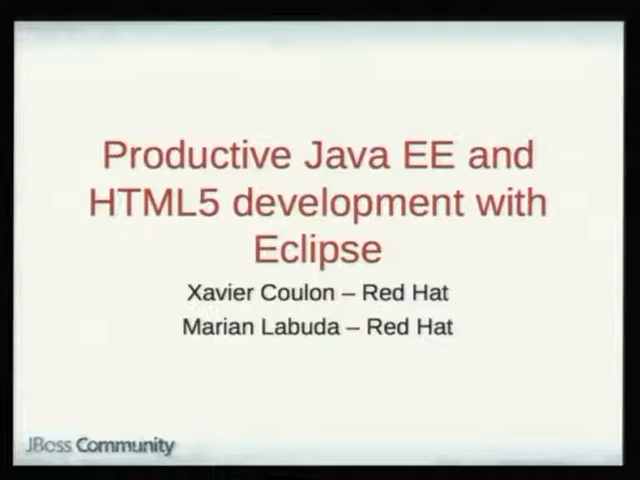 Productive Java EE and
HTML5 development with
Eclipse
Xavier Coulon – Red Hat
Marian Labuda – Red Hat
JBoss Community